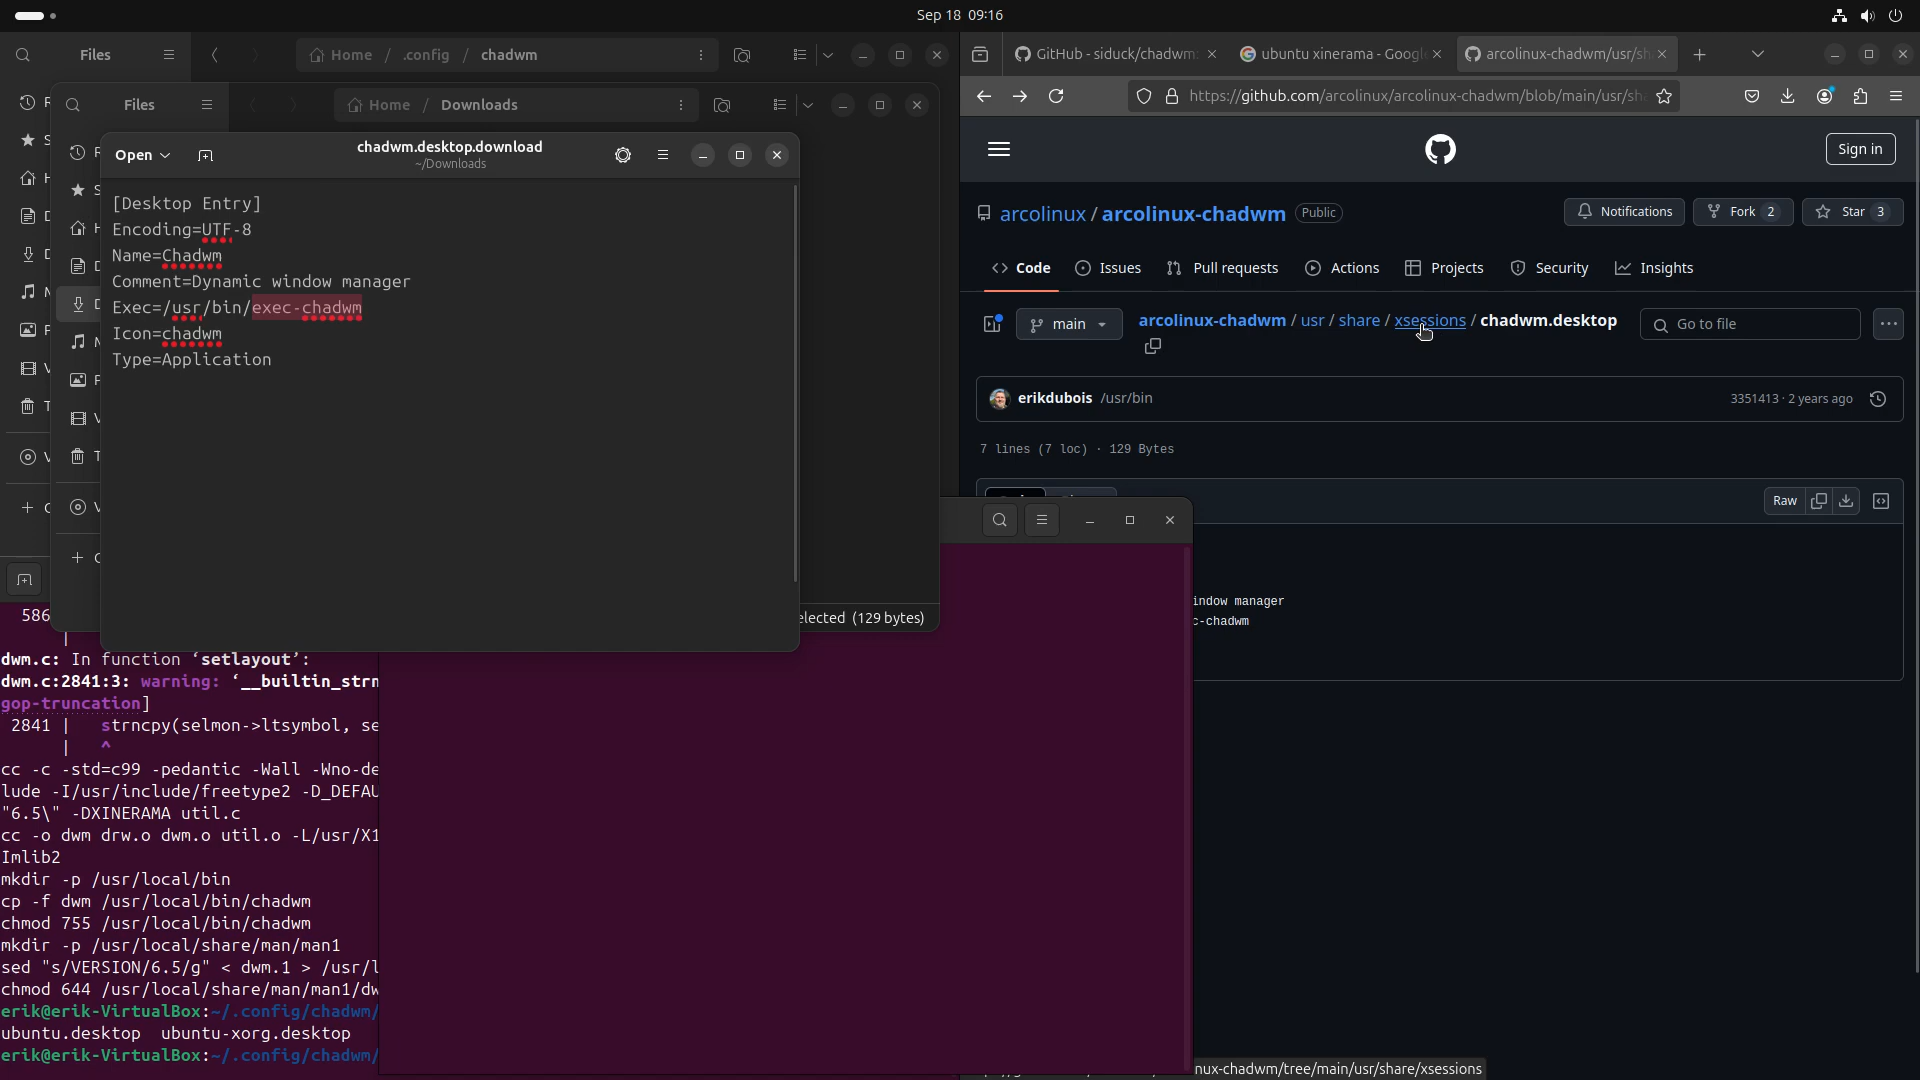 Sep 18 09:16
Files
Home / .config / chadwm
Files
Home / Downloads
Open
chadwm.desktop.download
~/Downloads
[Desktop Entry]
Encoding=UTF-8
Name=Chadwm
Comment=Dynamic window manager
Exec=/usr/bin/exec-chadwm
Icon=chadwm
Type=Application
elected (129 bytes)
586
dwm.c: In function ‘setlayout’:
dwm.c:2841:3: warning: ‘__builtin_strn
gop-truncation]
2841 | strncpy(selmon->ltsymbol, se
| ^
cc -c -std=c99 -pedantic -Wall -Wno-de
lude -I/usr/include/freetype2 -D_DEFAU
"6.5\" -DXINERAMA util.c
cc -o dwm drw.o dwm.o util.o -L/usr/X1
Imlib2
mkdir -p /usr/local/bin
cp -f dwm /usr/local/bin/chadwm
chmod 755 /usr/local/bin/chadwm
mkdir -p /usr/local/share/man/man1
sed "s/VERSION/6.5/g" < dwm.1 > /usr/l
chmod 644 /usr/local/share/man/man1/dw
erik@erik-VirtualBox:~/.config/chadwm/
ubuntu.desktop ubuntu-xorg.desktop
erik@erik-VirtualBox:~/.config/chadwm/
GitHub - siduck/chadwm:
ubuntu xinerama - Google
arcolinux-chadwm/usr/sh
https://github.com/arcolinux/arcolinux-chadwm/blob/main/usr/sh
Sign in
arcolinux / arcolinux-chadwm Public
Notifications
Fork 2
Star 3
Code
Issues
Pull requests
Actions
Projects
Security
Insights
main
arcolinux-chadwm / usr / share / xsessions / chadwm.desktop
Go to file
erikdubois /usr/bin
3351413 · 2 years ago
7 lines (7 loc) · 129 Bytes
Raw
indow manager
c-chadwm
nux-chadwm/tree/main/usr/share/xsessions